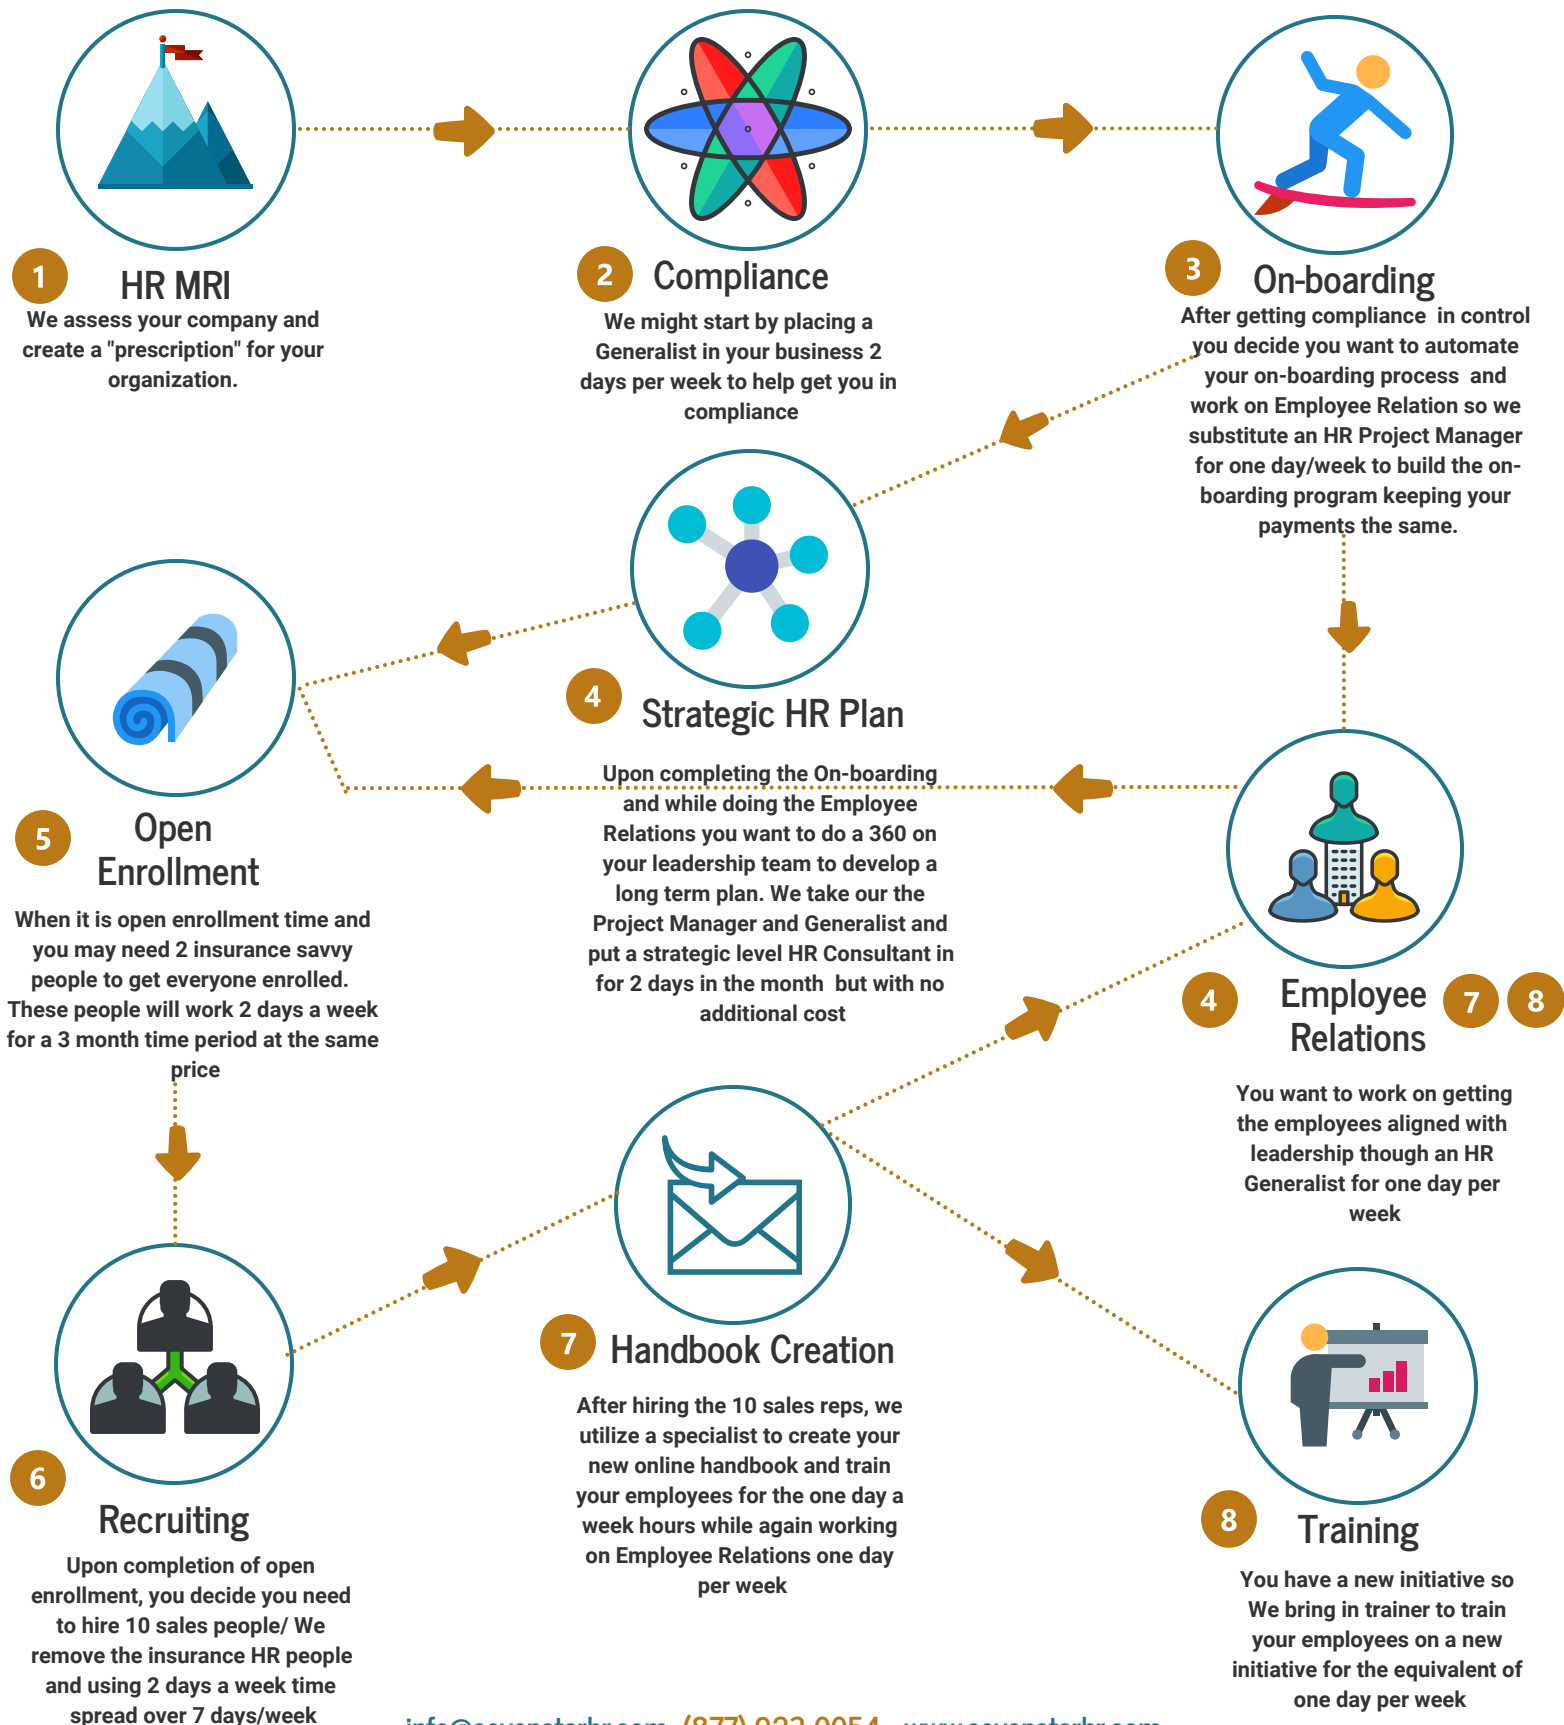 1
HR MRI
We assess your company and
create a "prescription" for your
organization.
2
Compliance
We might start by placing a
Generalist in your business 2
days per week to help get you in
compliance
3
On-boarding
After getting compliance in control
you decide you want to automate
your on-boarding process and
work on Employee Relation so we
substitute an HR Project Manager
for one day/week to build the on-
boarding program keeping your
payments the same.
4
Strategic HR Plan
Upon completing the On-boarding
and while doing the Employee
Relations you want to do a 360 on
your leadership team to develop a
long term plan. We take our the
Project Manager and Generalist and
put a strategic level HR Consultant in
for 2 days in the month but with no
additional cost
4
Employee
Relations
7
8
You want to work on getting
the employees aligned with
leadership though an HR
Generalist for one day per
week
5
Open
Enrollment
When it is open enrollment time and
you may need 2 insurance savvy
people to get everyone enrolled.
These people will work 2 days a week
for a 3 month time period at the same
price
6
Recruiting
Upon completion of open
enrollment, you decide you need
to hire 10 sales people/ We
remove the insurance HR people
and using 2 days a week time
spread over 7 days/week
7
Handbook Creation
After hiring the 10 sales reps, we
utilize a specialist to create your
new online handbook and train
your employees for the one day a
week hours while again working
on Employee Relations one day
per week
8
Training
You have a new initiative so
We bring in trainer to train
your employees on a new
initiative for the equivalent of
one day per week
info@sevenstarhr.com (877) 923 0054 www.sevenstarhr.com